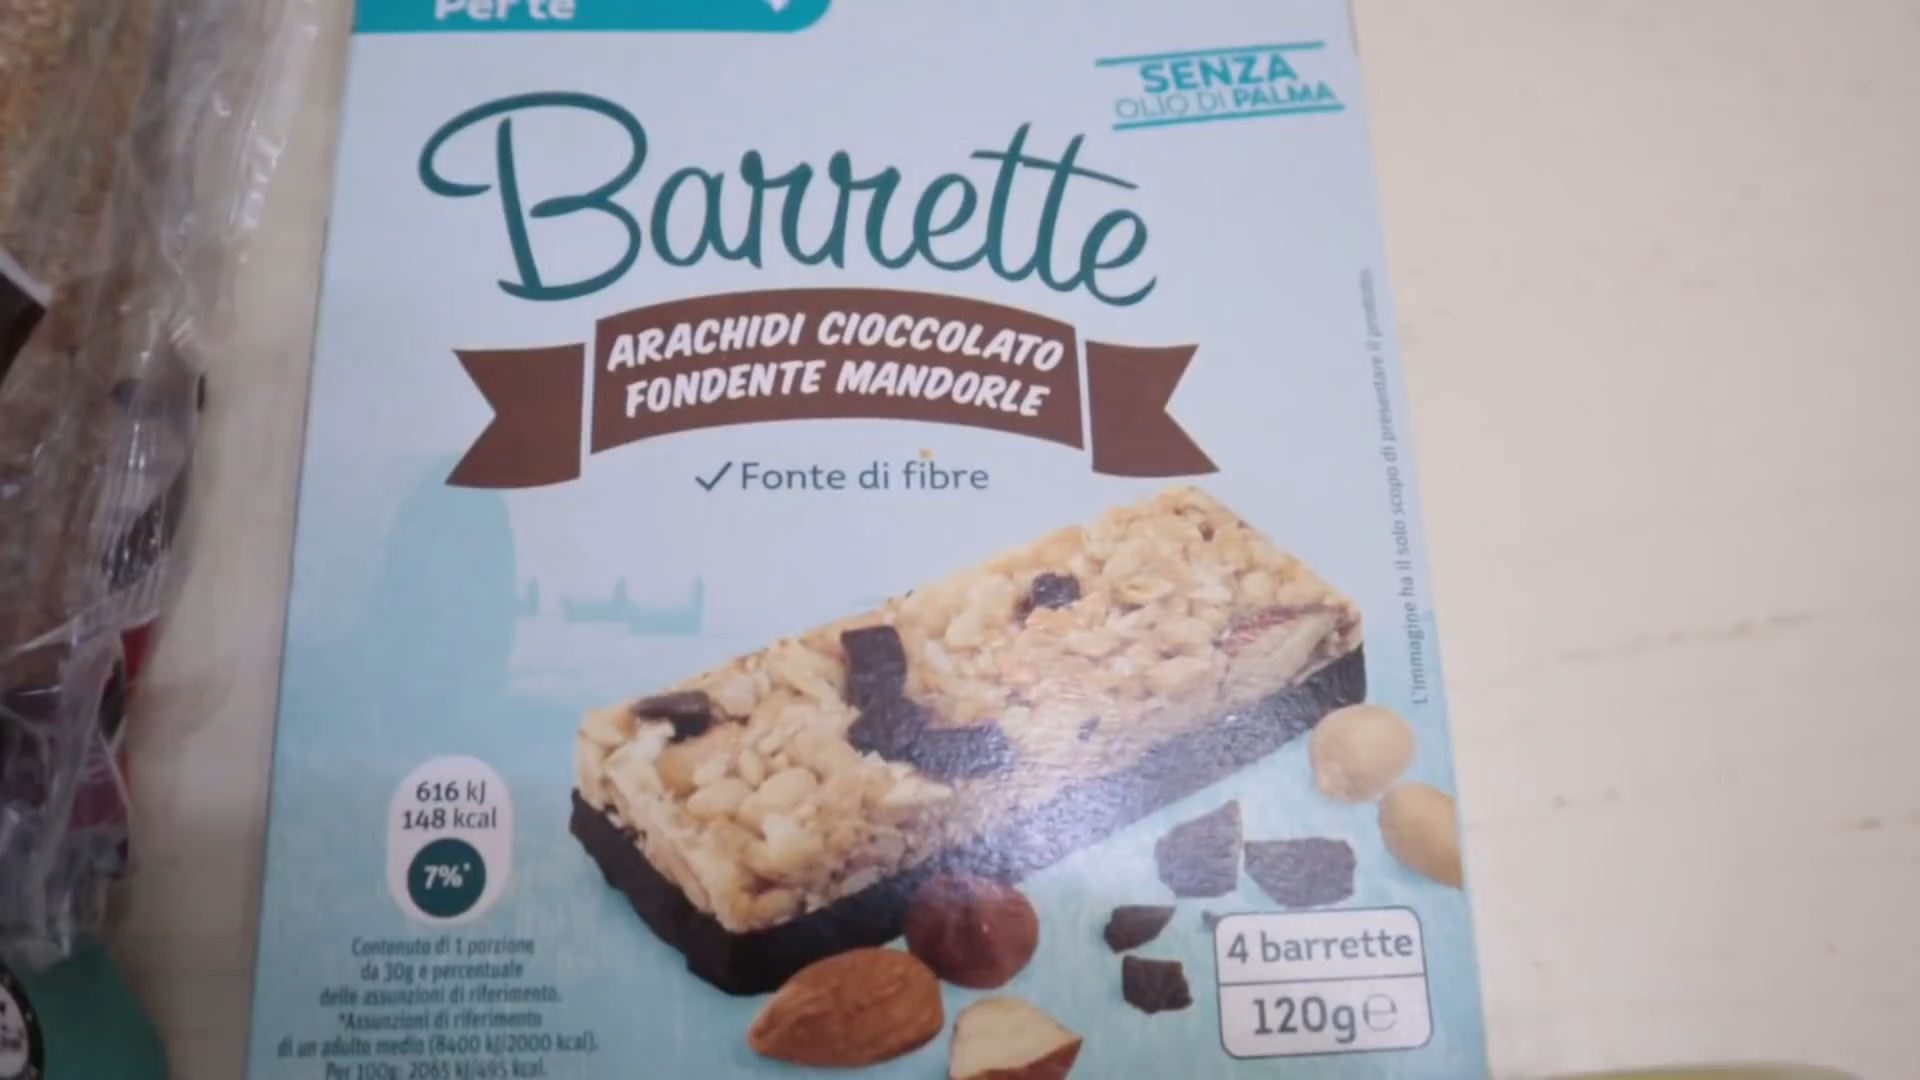 Per te
SENZA
OLIO DI PALMA
Barrette
ARACHIDI CIOCCOLATO
FONDENTE MANDORLE
✓ Fonte di fibre
L'immagine ha il solo scopo di presentare il prodotto
616 kJ
148 kcal
7%*
Contenuto di 1 porzione
da 30g e percentuale
delle assunzioni di riferimento.
*Assunzioni di riferimento
di un adulto medio (8400 kJ/2000 kcal).
Per 100g: 2065 kJ/495 kcal.
4 barrette
120g℮